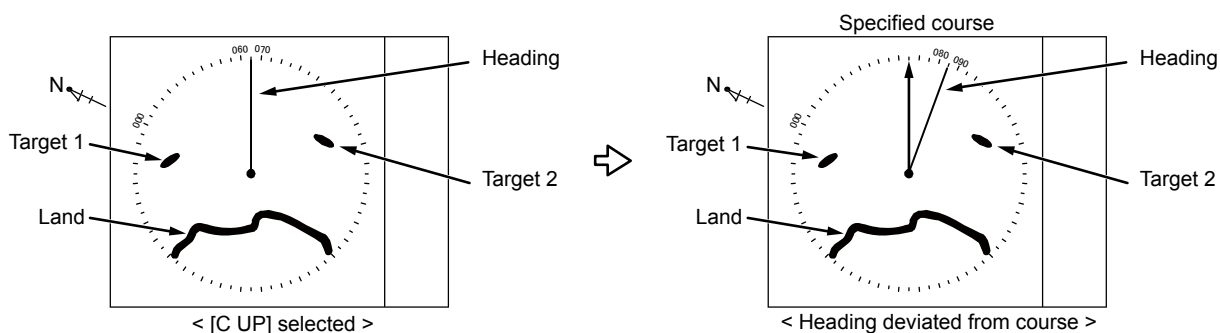 Specified course
060 070
Heading
N
000
Target 1
Target 2
Land
< [C UP] selected >
080 090
Heading
N
000
Target 1
Target 2
Land
< Heading deviated from course >